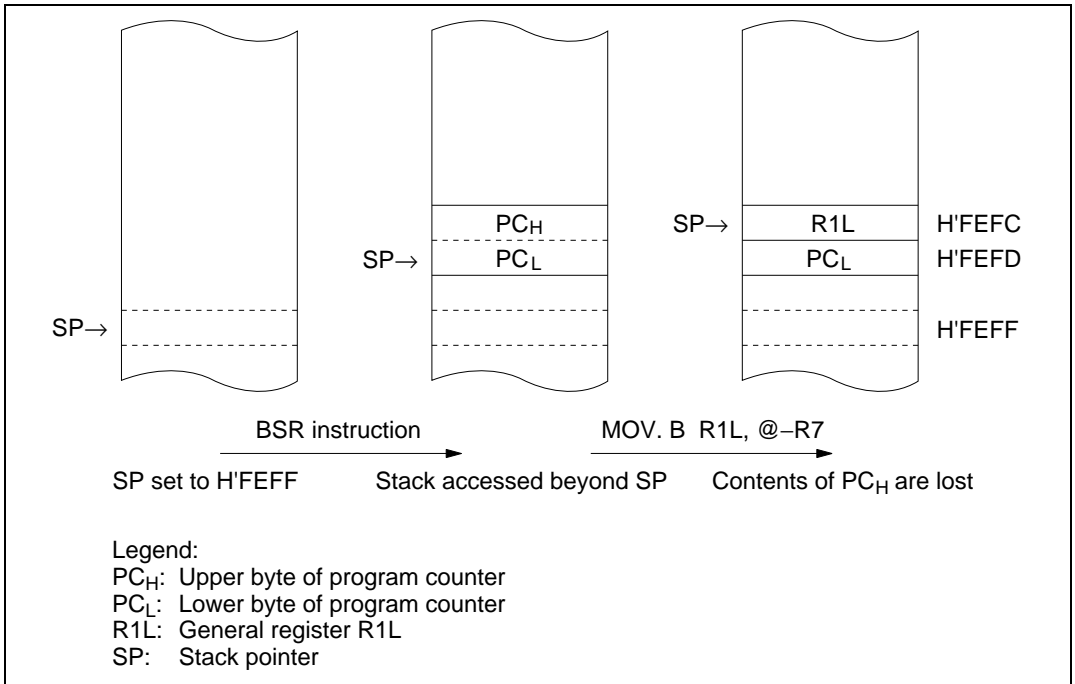 PCH
SP→ R1L H'FEFC
SP→ PCL PCL H'FEFD
SP→ H'FEFF
BSR instruction MOV. B R1L, @–R7
SP set to H'FEFF Stack accessed beyond SP Contents of PCH are lost
Legend:
PCH: Upper byte of program counter
PCL: Lower byte of program counter
R1L: General register R1L
SP: Stack pointer